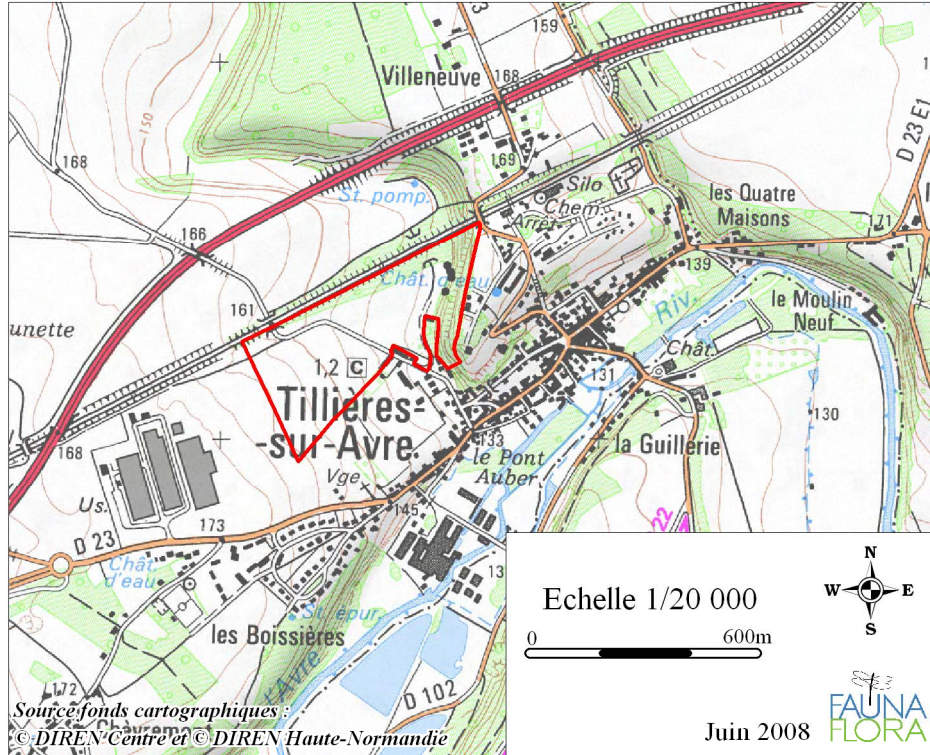 159
Villeneuve
168
150
169
168
St. pomp.
Silo
Chem.
Arrêt
les Quatre
Maisons
D 23 E1
171
166
Chât. d'eau
139
Riv.
le Moulin
Neuf
161
unette
Chât.
1,2 C
131
130
Tillières-
-sur-Avre
133
la Guillerie
le Pont
Auber
168
Vge
Us.
145
173
22
D 23
Chât.
d'eau
St. épur.
les Boissières
l'Avre
172
D 102
Chèvremont
Source fonds cartographiques :
© DIREN Centre et © DIREN Haute-Normandie
Echelle 1/20 000
0 600m
N
W E
S
Juin 2008
FAUNA
FLORA